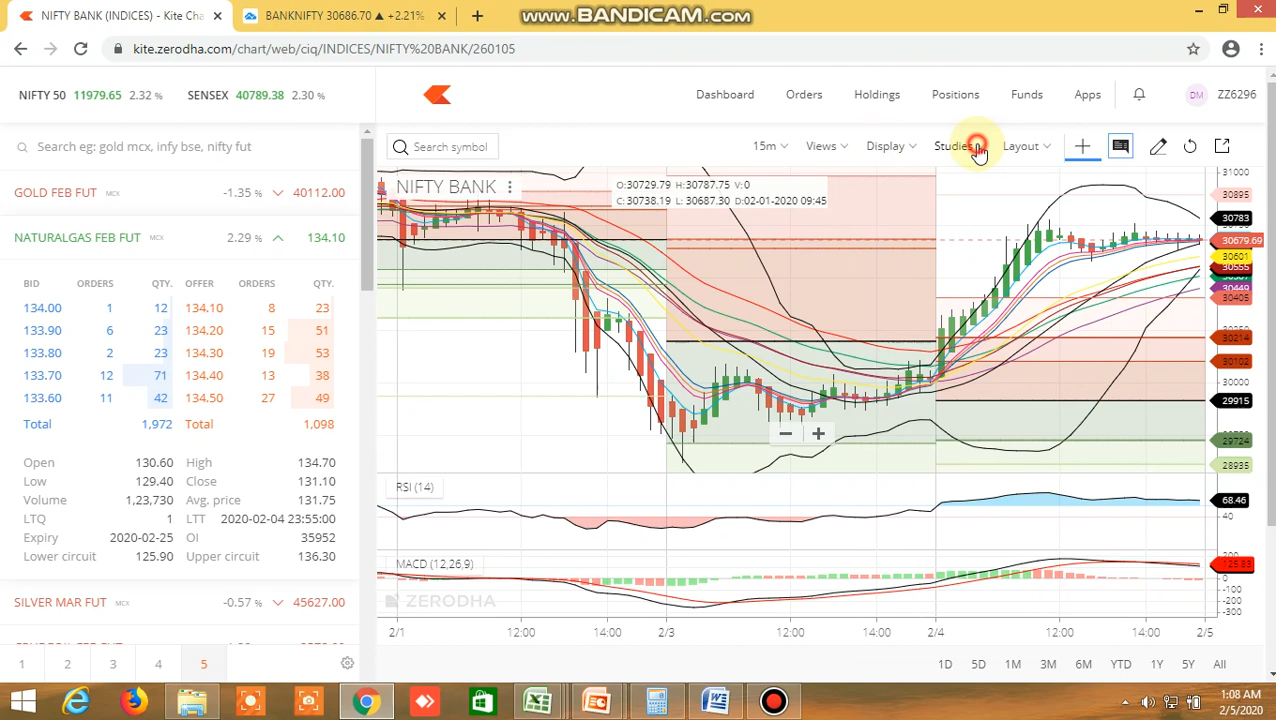 NIFTY BANK (INDICES) - Kite Cha
BANKNIFTY 30686.70 ▲ +2.21%
www.BANDICAM.com
kite.zerodha.com/chart/web/ciq/INDICES/NIFTY%20BANK/260105
NIFTY 50 11979.65 2.32 % SENSEX 40789.38 2.30 %
Dashboard Orders Holdings Positions Funds Apps DM ZZ6296
Search eg: gold mcx, infy bse, nifty fut
Search symbol 15m Views Display Studies Layout
GOLD FEB FUT MCX -1.35 % 40112.00
NATURALGAS FEB FUT MCX 2.29 % 134.10
BID ORDERS QTY. OFFER ORDERS QTY.
134.00 1 12 134.10 8 23
133.90 6 23 134.20 15 51
133.80 2 23 134.30 19 53
133.70 12 71 134.40 13 38
133.60 11 42 134.50 27 49
Total 1,972 Total 1,098
Open 130.60 High 134.70
Low 129.40 Close 131.10
Volume 1,23,730 Avg. price 131.75
LTQ 1 LTT 2020-02-04 23:55:00
Expiry 2020-02-25 OI 35952
Lower circuit 125.90 Upper circuit 136.30
SILVER MAR FUT MCX -0.57 % 45627.00
1 2 3 4 5
NIFTY BANK
O:30729.79 H:30787.75 V:0
C:30738.19 L:30687.30 D:02-01-2020 09:45
31000
30895
30783
30679.69
30601
30555
30449
30405
30214
30102
30000
29915
29724
28935
RSI (14)
68.46
40
MACD (12,26,9)
125.83
0
-100
-200
-300
ZERODHA
2/1 12:00 14:00 2/3 12:00 14:00 2/4 12:00 14:00 2/5
1D 5D 1M 3M 6M YTD 1Y 5Y All
1:08 AM
2/5/2020